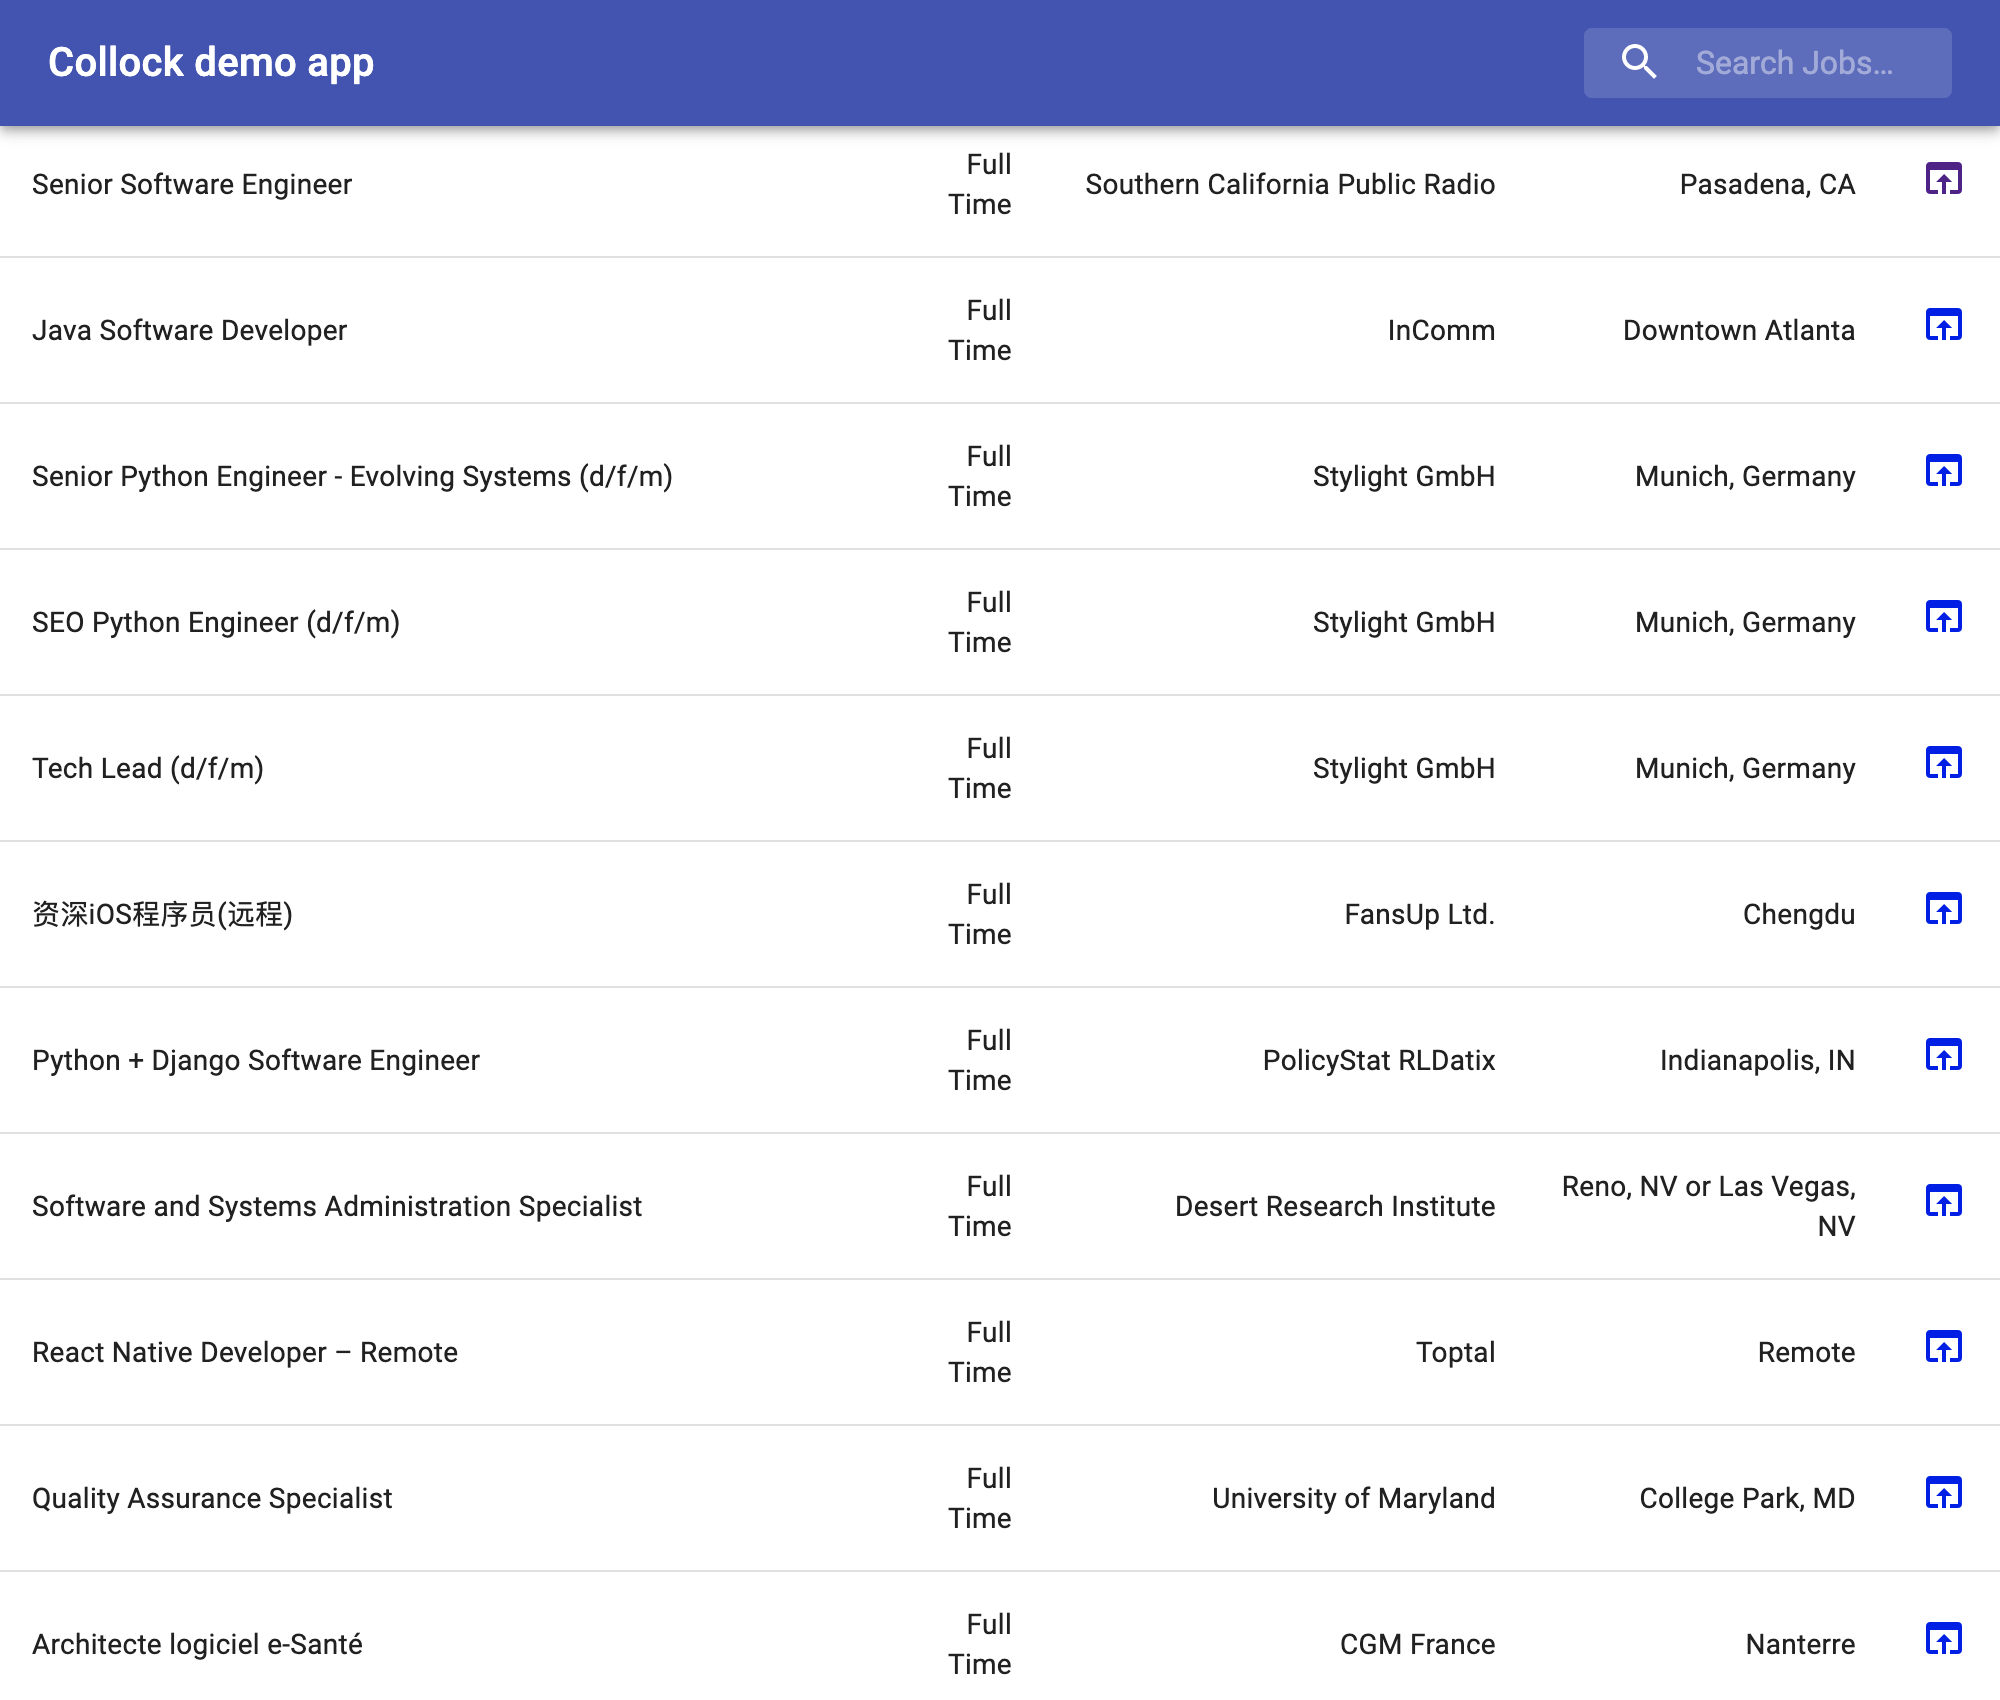 Collock demo app
Search Jobs…
Senior Software Engineer
Full
Time
Southern California Public Radio
Pasadena, CA
Java Software Developer
Full
Time
InComm
Downtown Atlanta
Senior Python Engineer - Evolving Systems (d/f/m)
Full
Time
Stylight GmbH
Munich, Germany
SEO Python Engineer (d/f/m)
Full
Time
Stylight GmbH
Munich, Germany
Tech Lead (d/f/m)
Full
Time
Stylight GmbH
Munich, Germany
资深iOS程序员(远程)
Full
Time
FansUp Ltd.
Chengdu
Python + Django Software Engineer
Full
Time
PolicyStat RLDatix
Indianapolis, IN
Software and Systems Administration Specialist
Full
Time
Desert Research Institute
Reno, NV or Las Vegas,
NV
React Native Developer – Remote
Full
Time
Toptal
Remote
Quality Assurance Specialist
Full
Time
University of Maryland
College Park, MD
Architecte logiciel e-Santé
Full
Time
CGM France
Nanterre